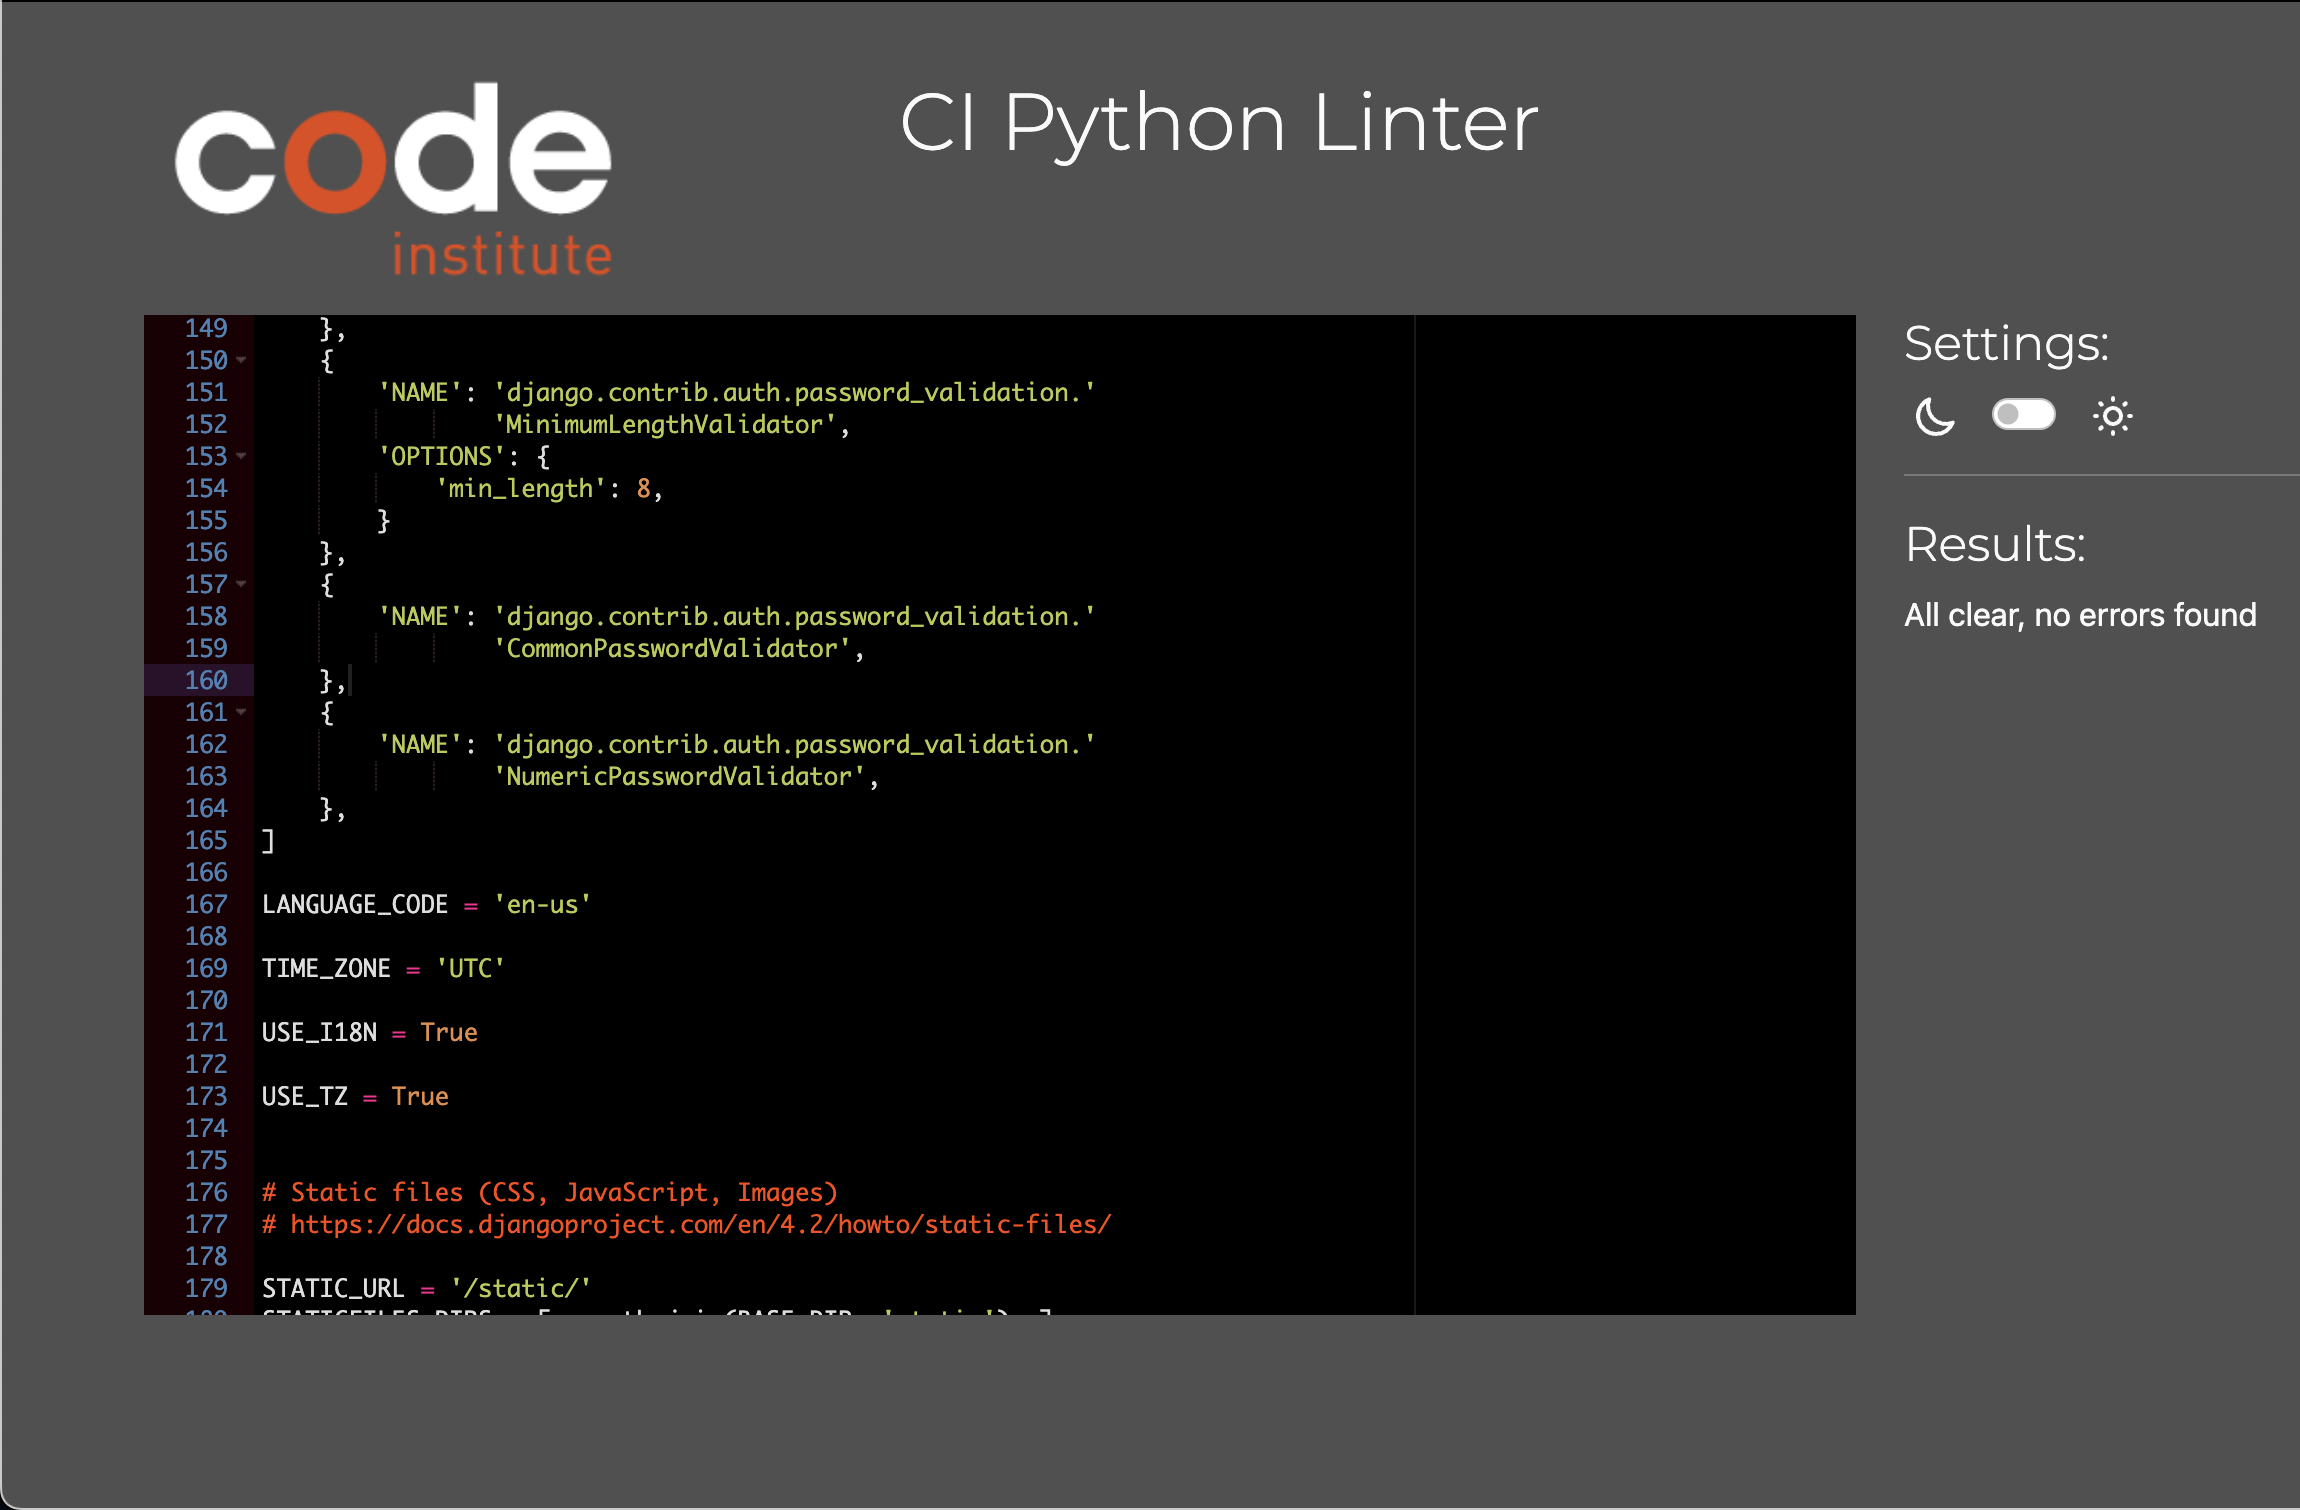 code
institute
CI Python Linter
149     },
150     {
151         'NAME': 'django.contrib.auth.password_validation.'
152                 'MinimumLengthValidator',
153         'OPTIONS': {
154             'min_length': 8,
155         }
156     },
157     {
158         'NAME': 'django.contrib.auth.password_validation.'
159                 'CommonPasswordValidator',
160     },
161     {
162         'NAME': 'django.contrib.auth.password_validation.'
163                 'NumericPasswordValidator',
164     },
165 ]
166
167 LANGUAGE_CODE = 'en-us'
168
169 TIME_ZONE = 'UTC'
170
171 USE_I18N = True
172
173 USE_TZ = True
174
175
176 # Static files (CSS, JavaScript, Images)
177 # https://docs.djangoproject.com/en/4.2/howto/static-files/
178
179 STATIC_URL = '/static/'
Settings:
Results:
All clear, no errors found